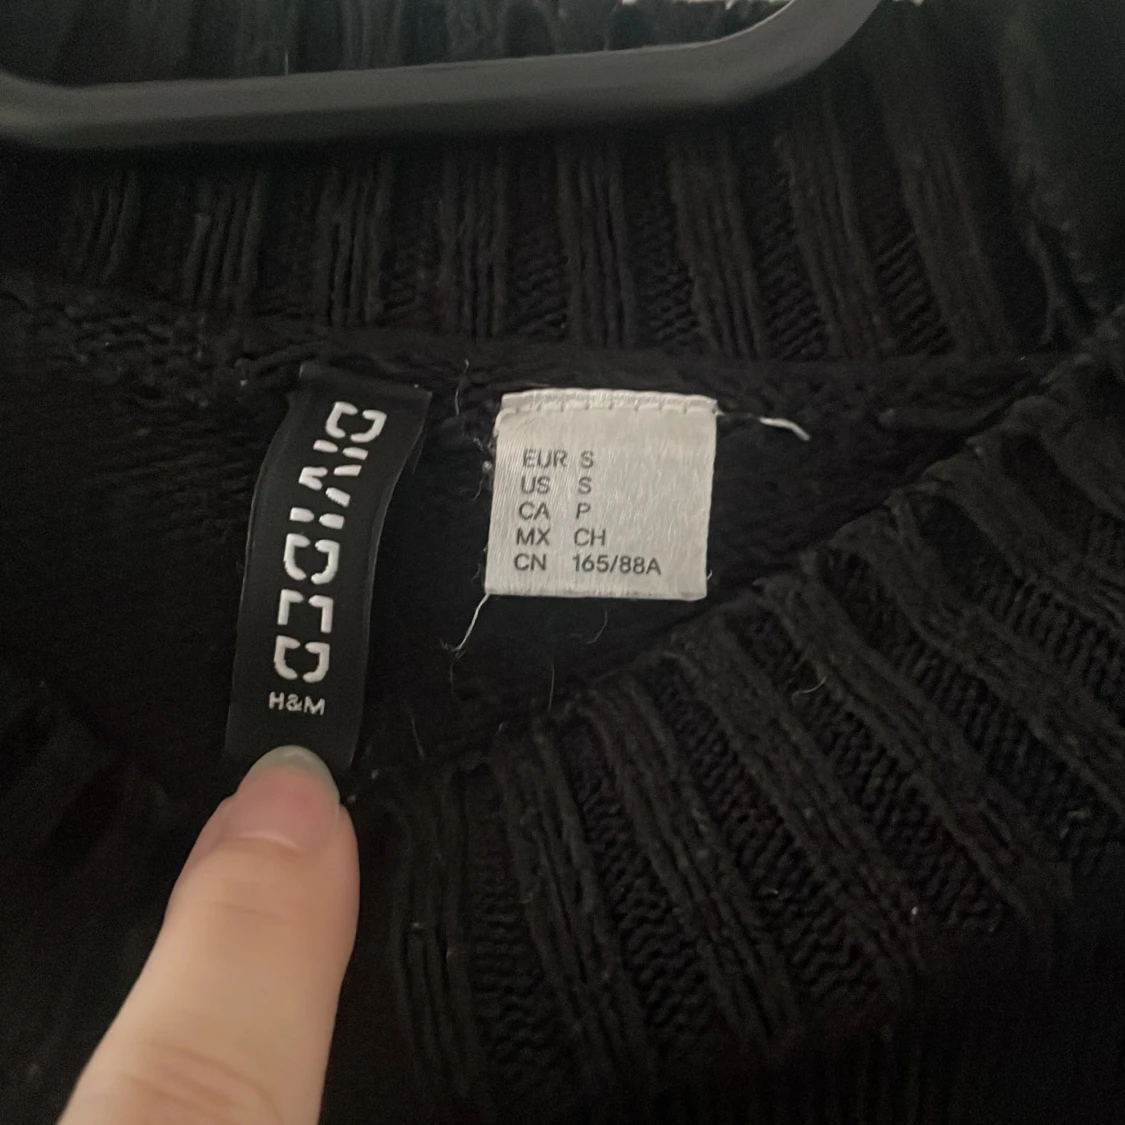 DIVIDED
H&M
EUR S
US S
CA P
MX CH
CN 165/88A